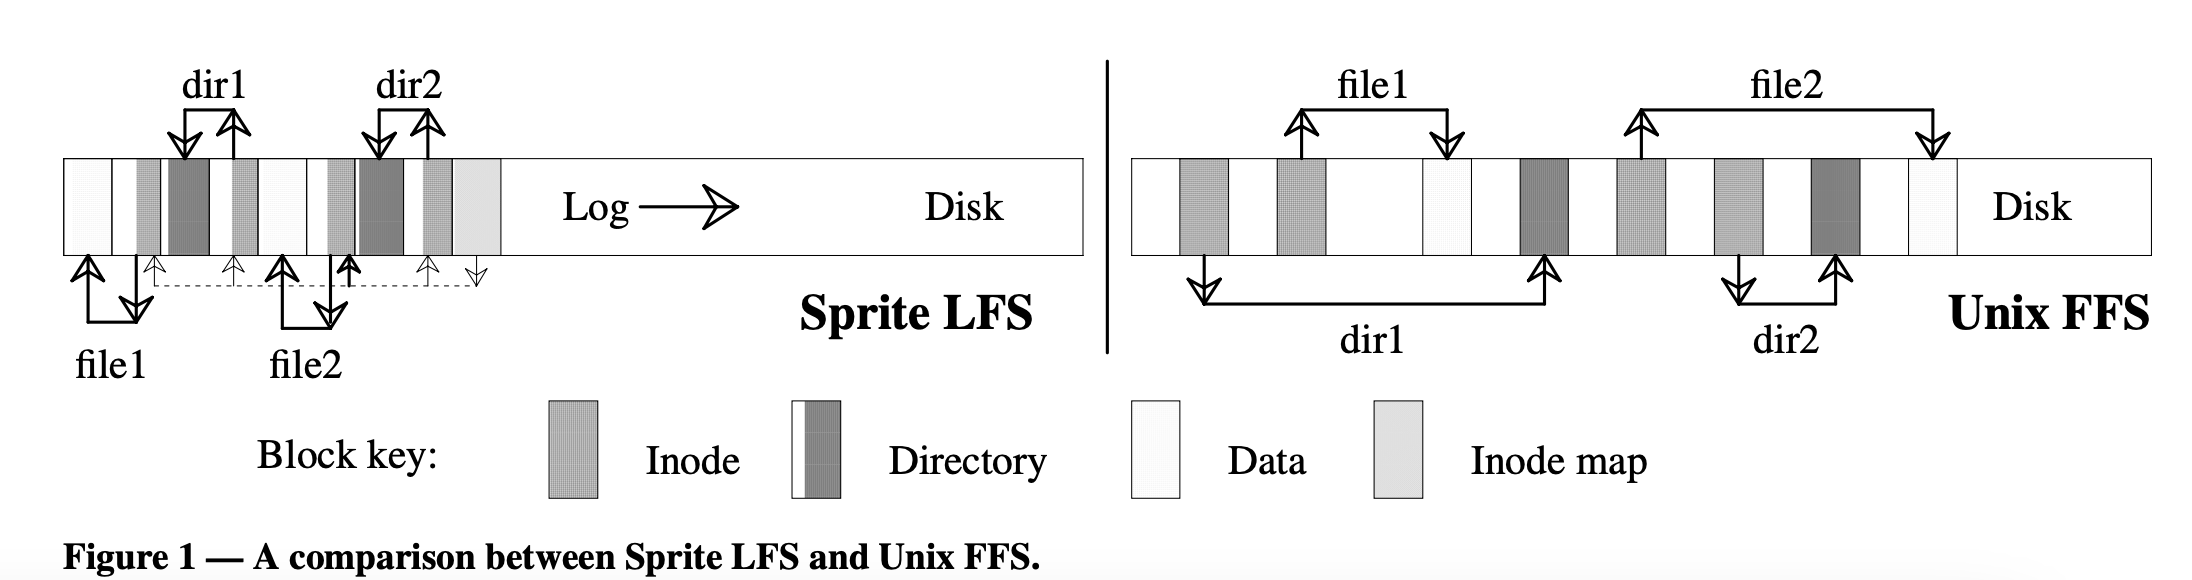 dir1 dir2
Log Disk
Sprite LFS
file1 file2
file1 file2
Disk
Unix FFS
dir1 dir2
Block key: Inode Directory Data Inode map
Figure 1 — A comparison between Sprite LFS and Unix FFS.